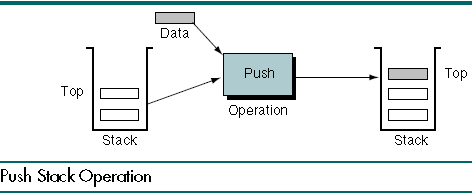 Data
Push
Top
Top
Operation
Stack
Stack
Push Stack Operation